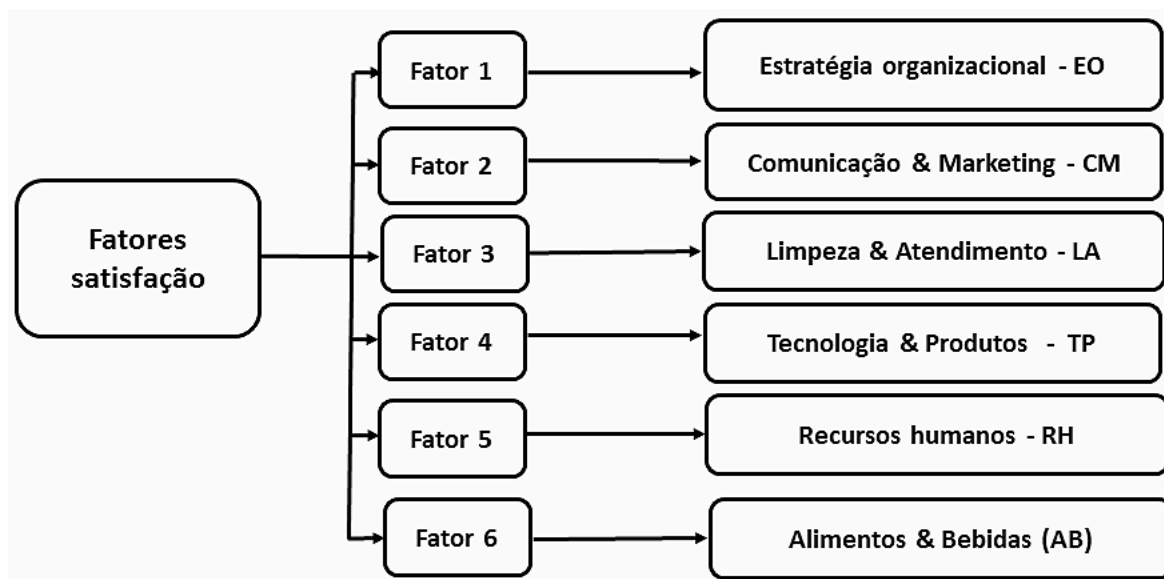 Fatores
satisfação
Fator 1
Estratégia organizacional - EO
Fator 2
Comunicação & Marketing - CM
Fator 3
Limpeza & Atendimento - LA
Fator 4
Tecnologia & Produtos - TP
Fator 5
Recursos humanos - RH
Fator 6
Alimentos & Bebidas (AB)